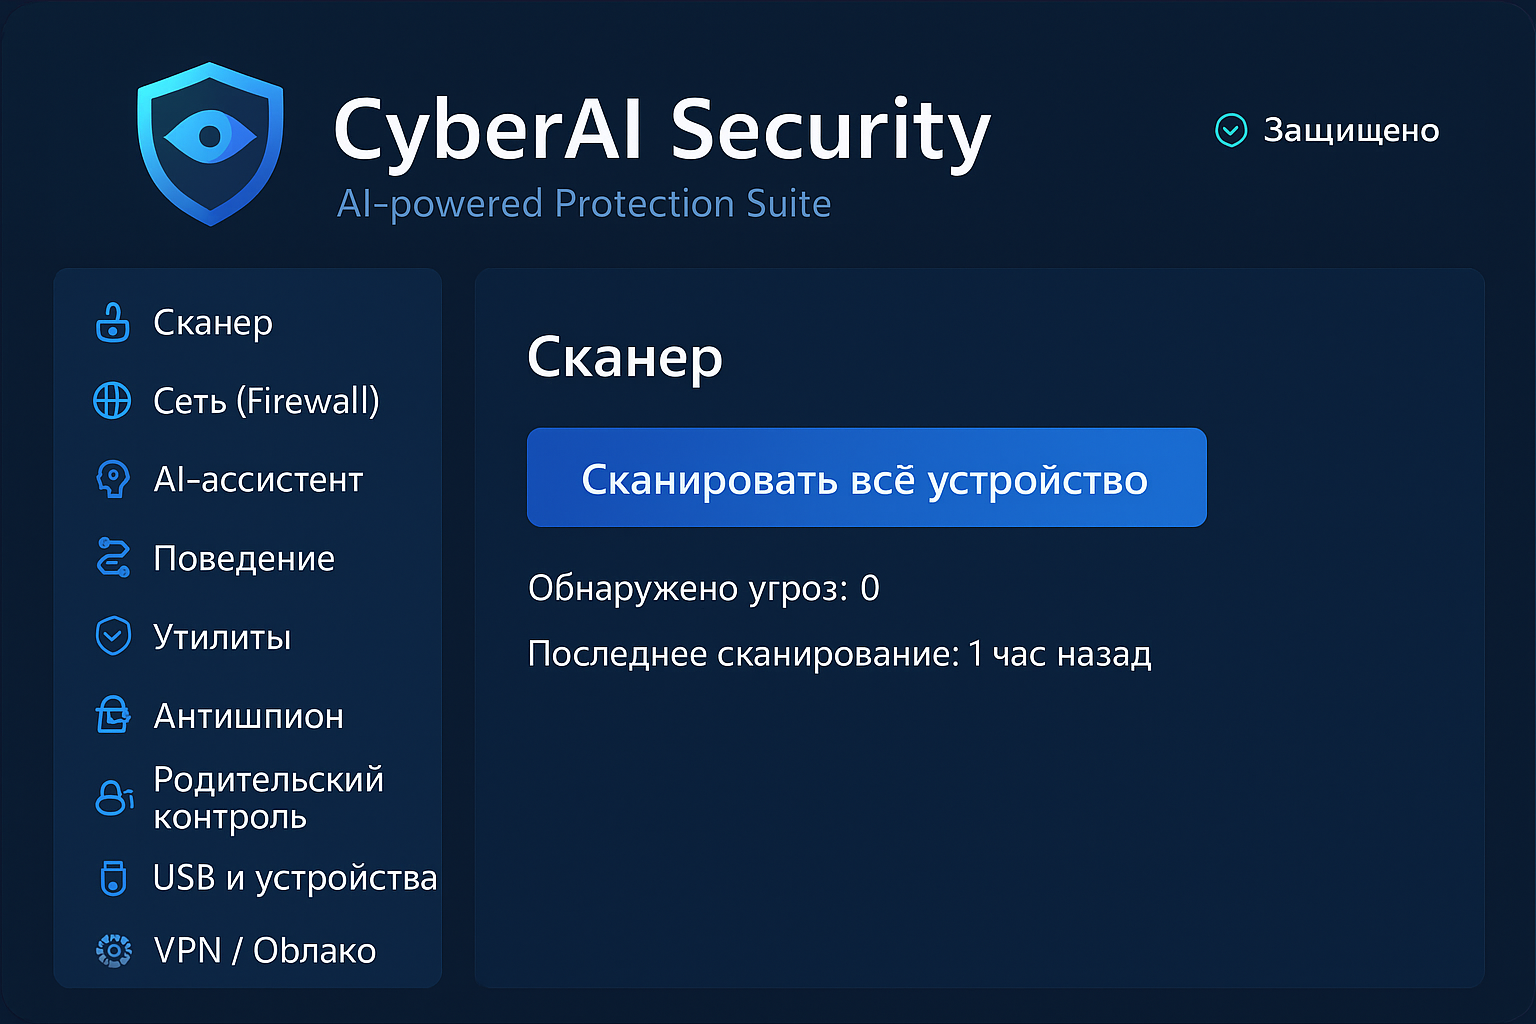 CyberAI Security
AI-powered Protection Suite
Защищено
Сканер
Сеть (Firewall)
AI-ассистент
Поведение
Утилиты
Антишпион
Родительский
контроль
USB и устройства
VPN / Облако
Сканер
Сканировать всё устройство
Обнаружено угроз: 0
Последнее сканирование: 1 час назад